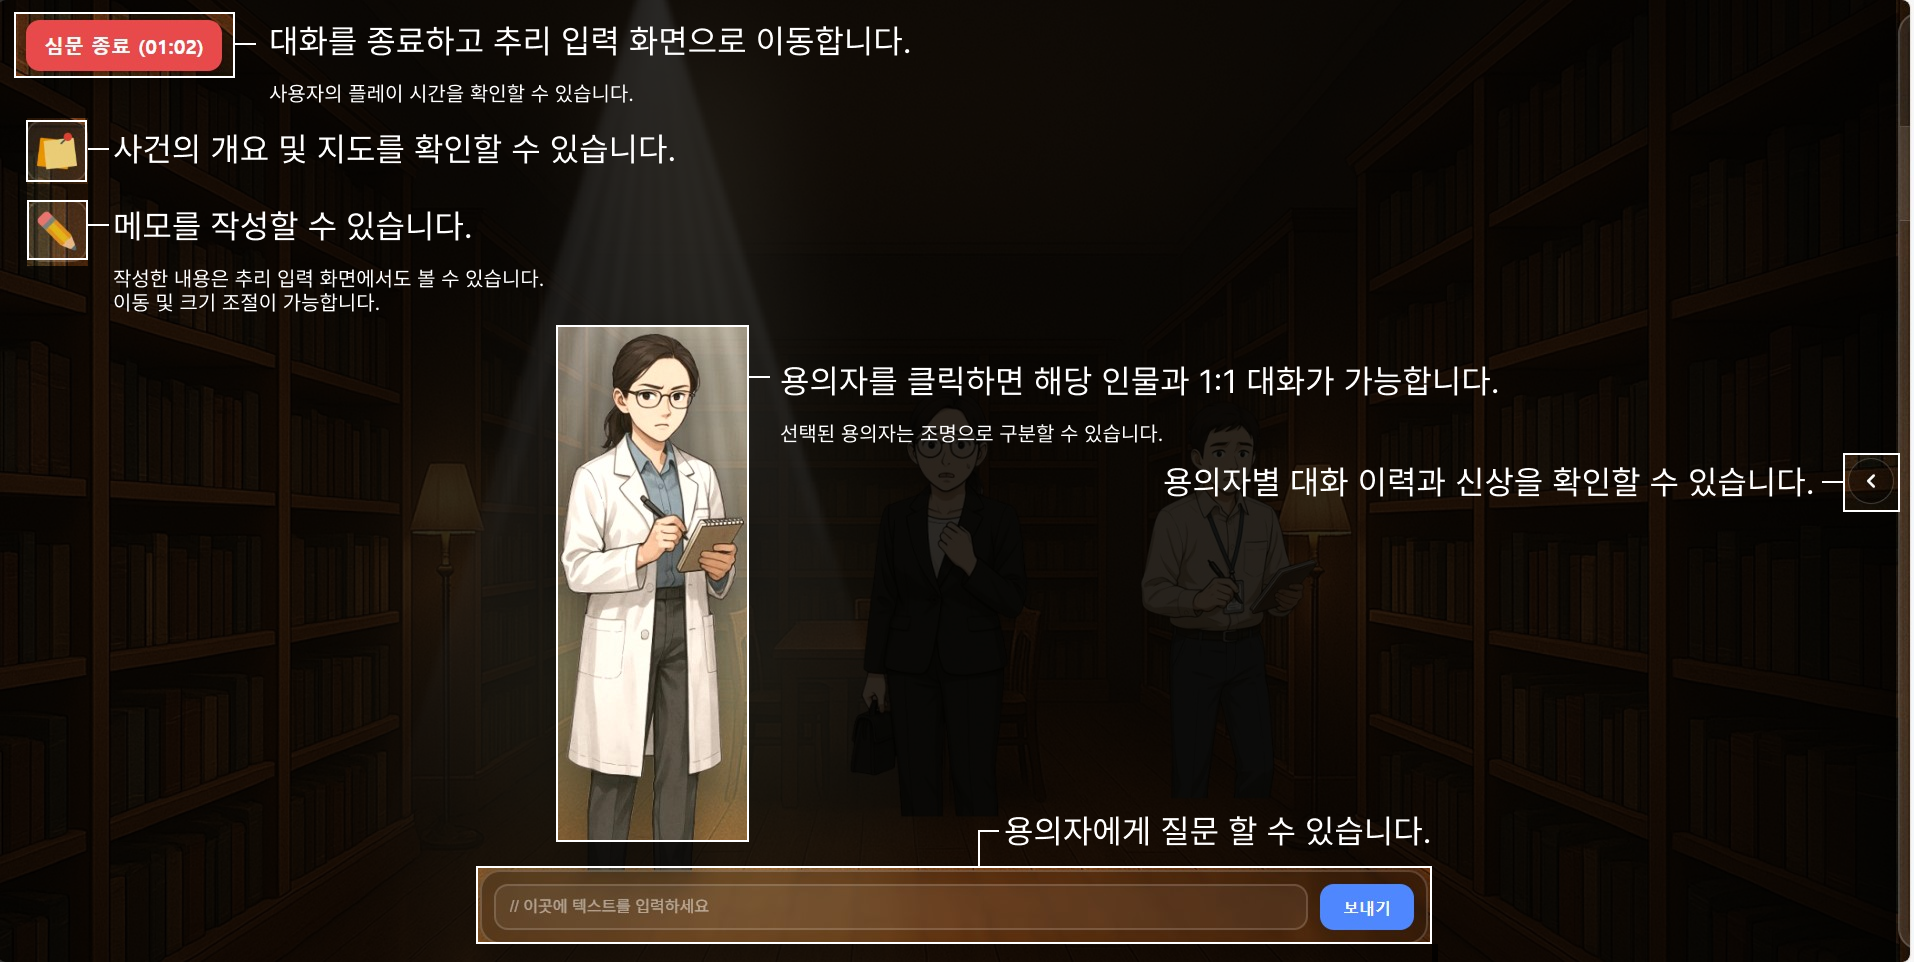 심문 종료 (01:02)
대화를 종료하고 추리 입력 화면으로 이동합니다.
사용자의 플레이 시간을 확인할 수 있습니다.
사건의 개요 및 지도를 확인할 수 있습니다.
메모를 작성할 수 있습니다.
작성한 내용은 추리 입력 화면에서도 볼 수 있습니다.
이동 및 크기 조절이 가능합니다.
용의자를 클릭하면 해당 인물과 1:1 대화가 가능합니다.
선택된 용의자는 조명으로 구분할 수 있습니다.
용의자별 대화 이력과 신상을 확인할 수 있습니다.
용의자에게 질문 할 수 있습니다.
// 이곳에 텍스트를 입력하세요
보내기